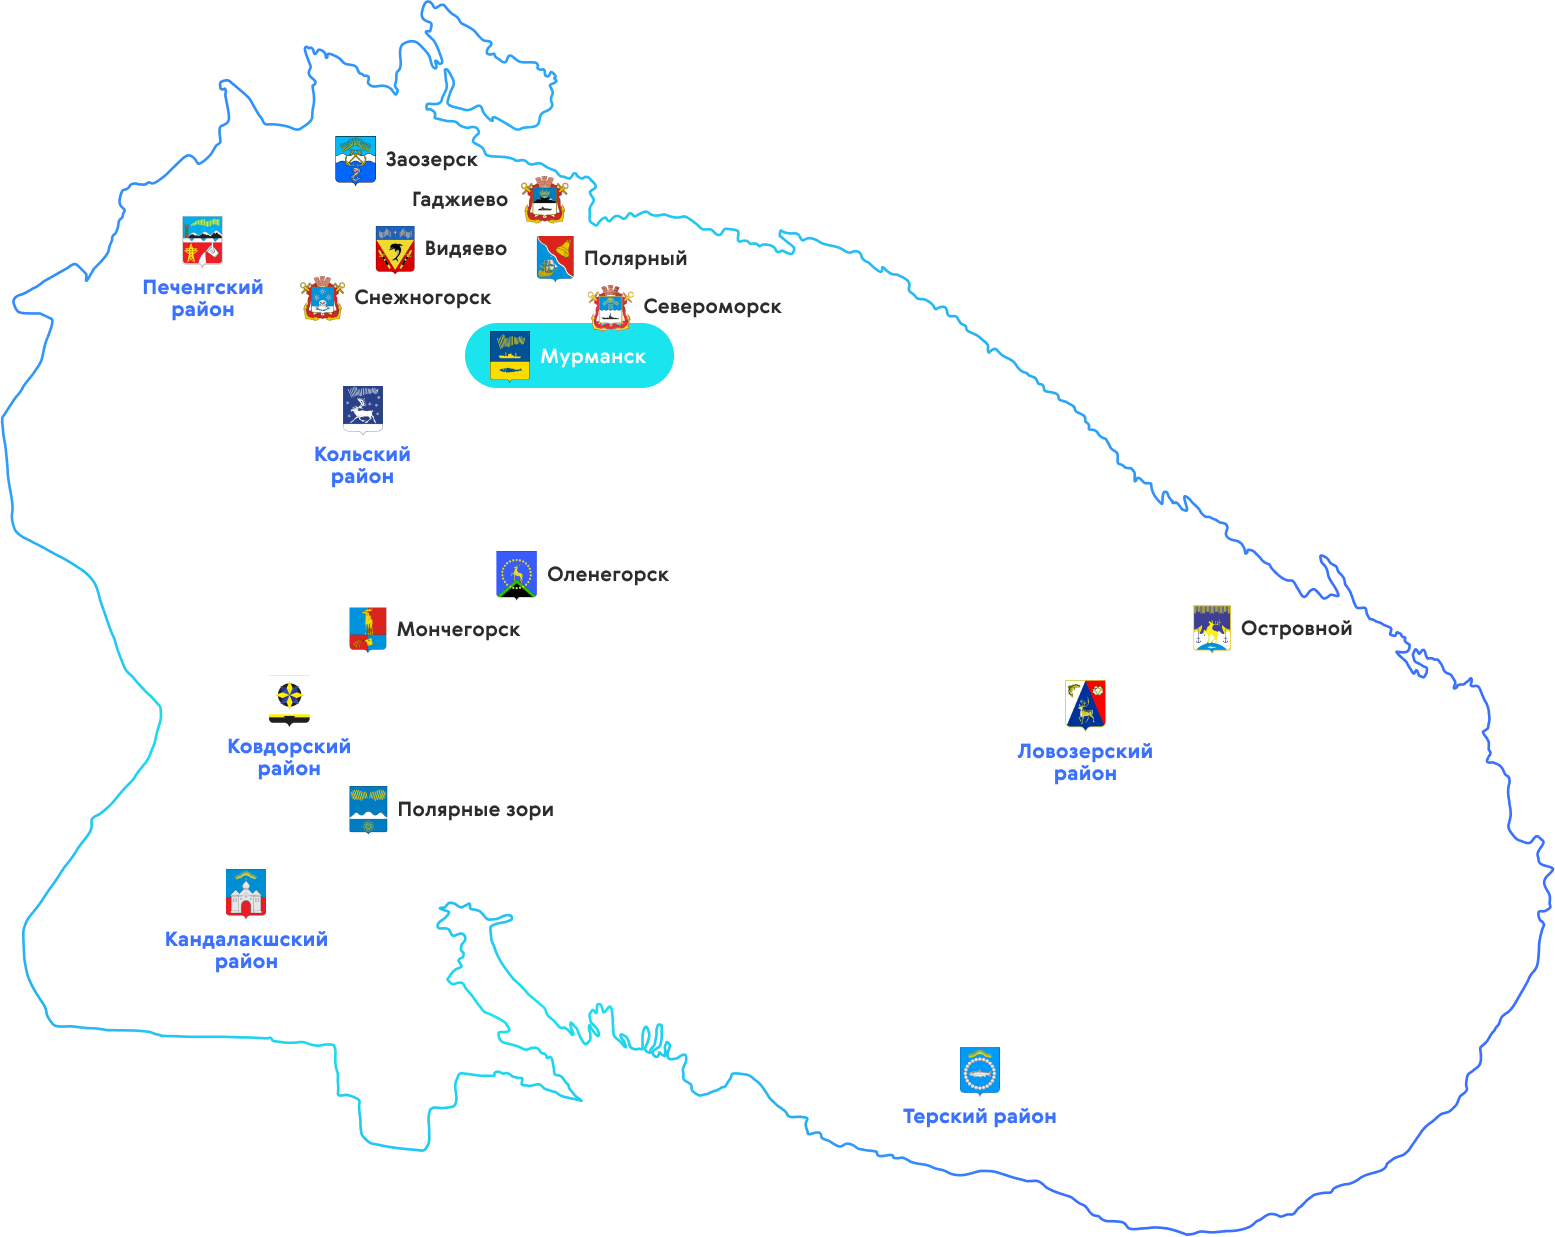 Заозерск
Гаджиево
Видяево
Полярный
Печенгский
район
Снежногорск
Североморск
Мурманск
Кольский
район
Оленегорск
Мончегорск
Островной
Ковдорский
район
Ловозерский
район
Полярные зори
Кандалакшский
район
Терский район